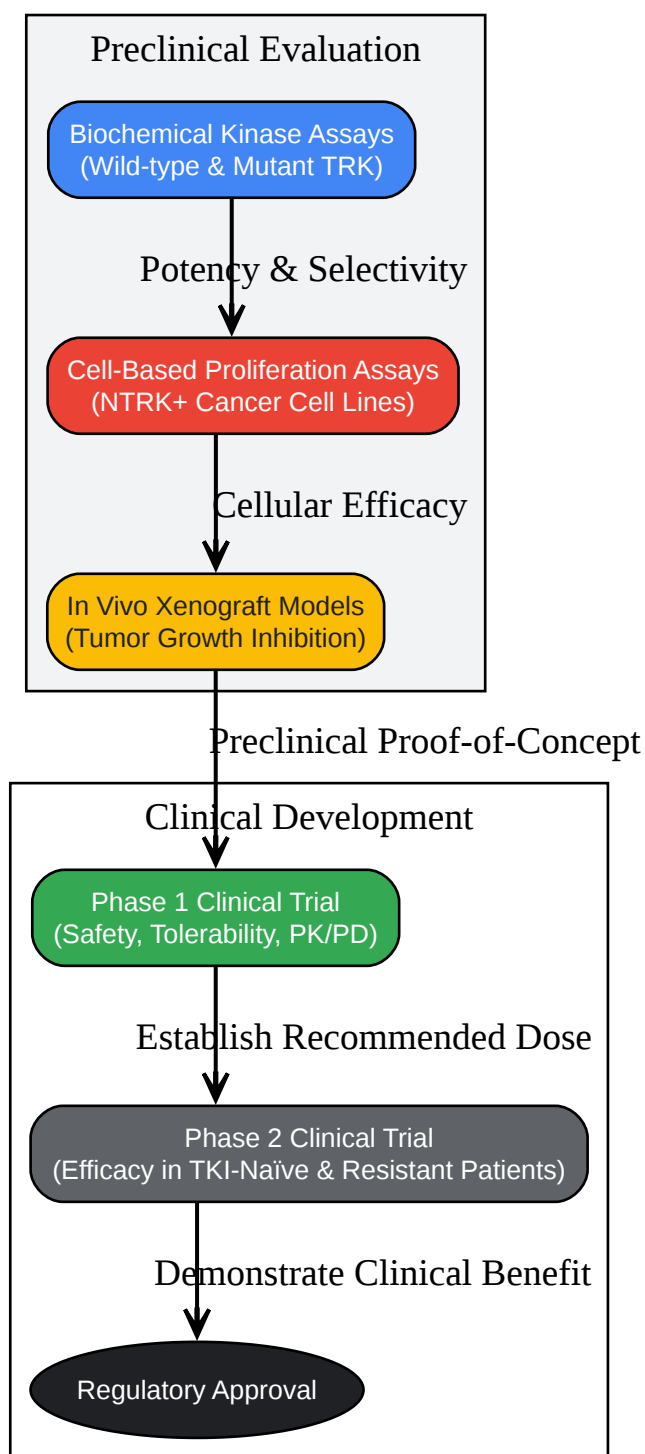 Preclinical Evaluation
Biochemical Kinase Assays
(Wild-type & Mutant TRK)
Potency & Selectivity
Cell-Based Proliferation Assays
(NTRK+ Cancer Cell Lines)
Cellular Efficacy
In Vivo Xenograft Models
(Tumor Growth Inhibition)
Preclinical Proof-of-Concept
Clinical Development
Phase 1 Clinical Trial
(Safety, Tolerability, PK/PD)
Establish Recommended Dose
Phase 2 Clinical Trial
(Efficacy in TKI-Naïve & Resistant Patients)
Demonstrate Clinical Benefit
Regulatory Approval